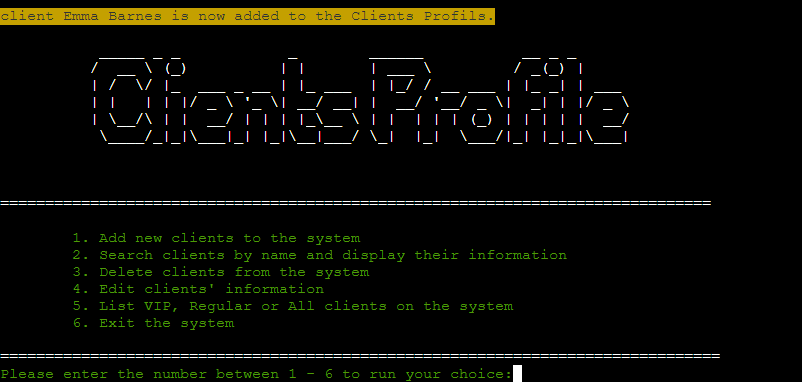 client Emma Barnes is now added to the Clients Profils.
ClientsProfile
1. Add new clients to the system
2. Search clients by name and display their information
3. Delete clients from the system
4. Edit clients' information
5. List VIP, Regular or All clients on the system
6. Exit the system
Please enter the number between 1 - 6 to run your choice: